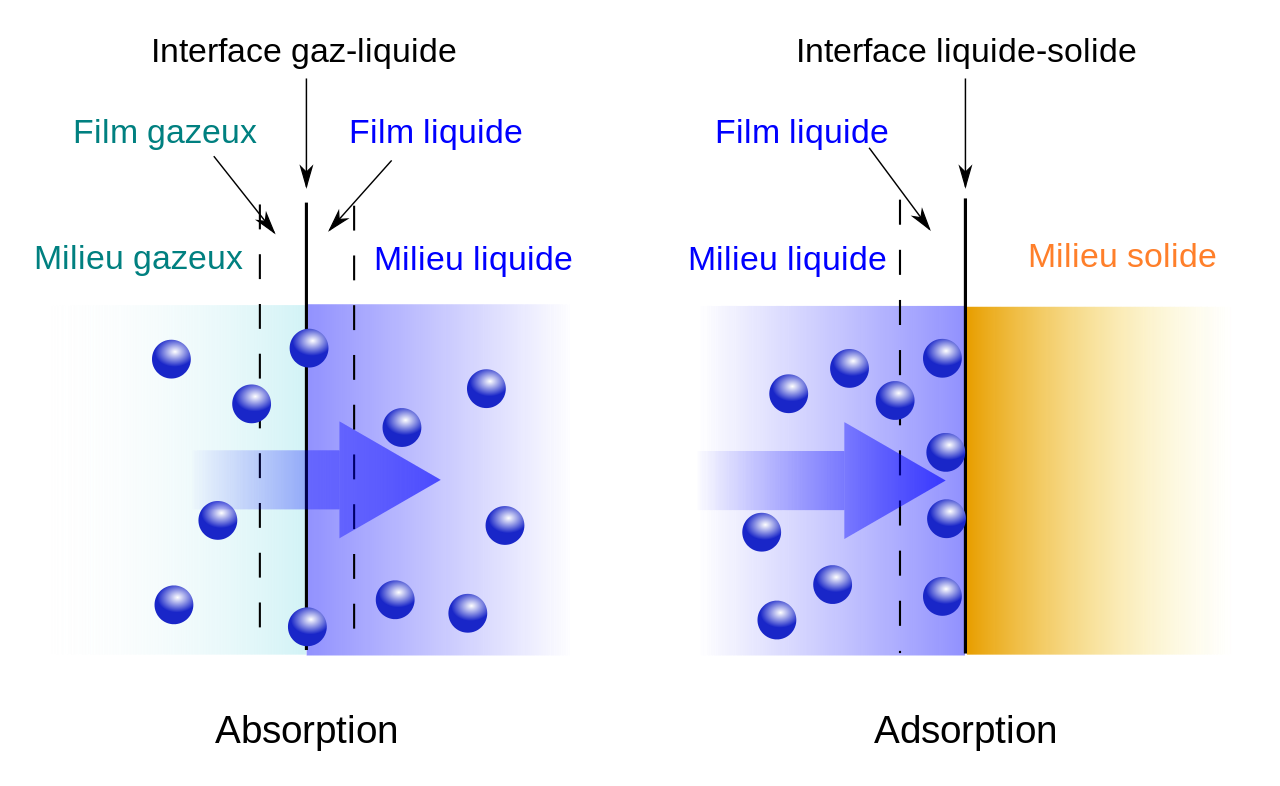 Interface gaz-liquide
Film gazeux
Film liquide
Milieu gazeux
Milieu liquide
Absorption
Interface liquide-solide
Film liquide
Milieu liquide
Milieu solide
Adsorption